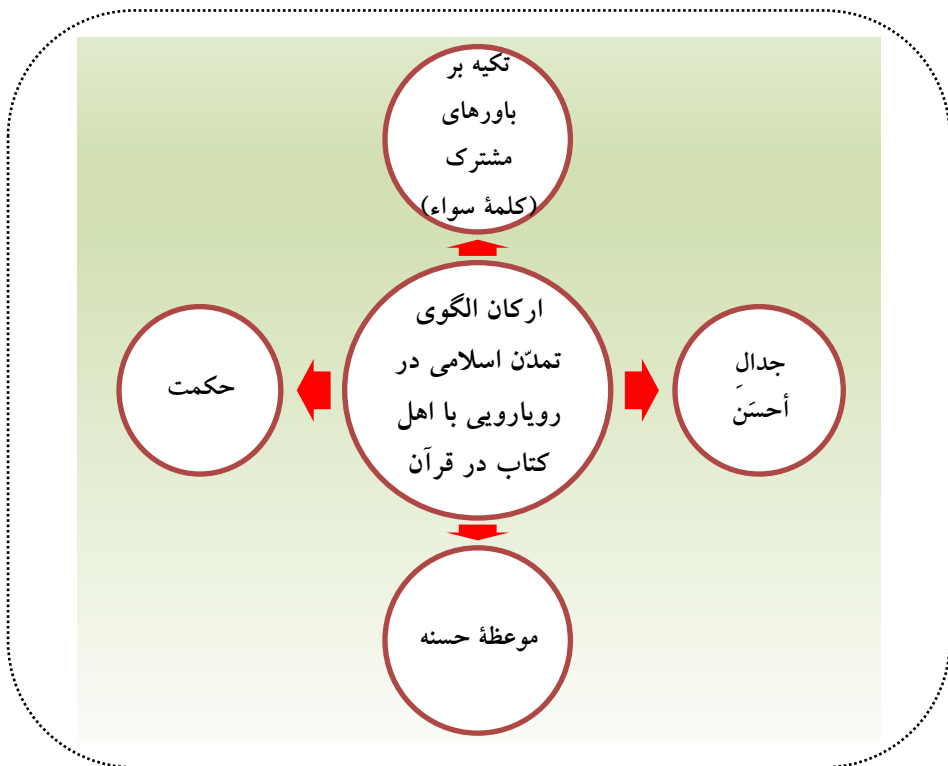 تکیه بر
باورهای
مشترک
(کلمۀ سواء)
ارکان الگوی
تمدّن اسلامی در
رویارویی با اهل
کتاب در قرآن
جدالِ
أحسَنَ
حکمت
موعظۀ حسنه